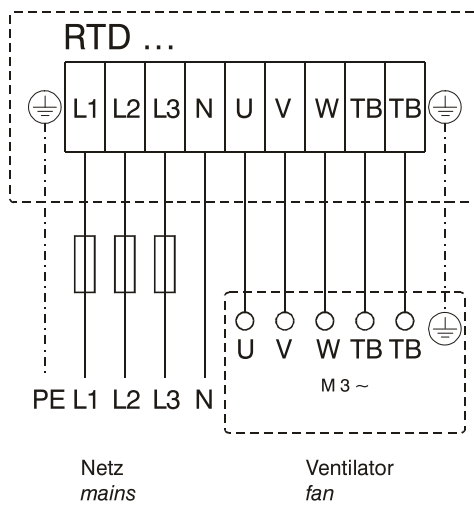 RTD ...
L1 L2 L3 N U V W TB TB
U V W TB TB
M 3 ~
PE L1 L2 L3 N
Netz Ventilator
mains fan